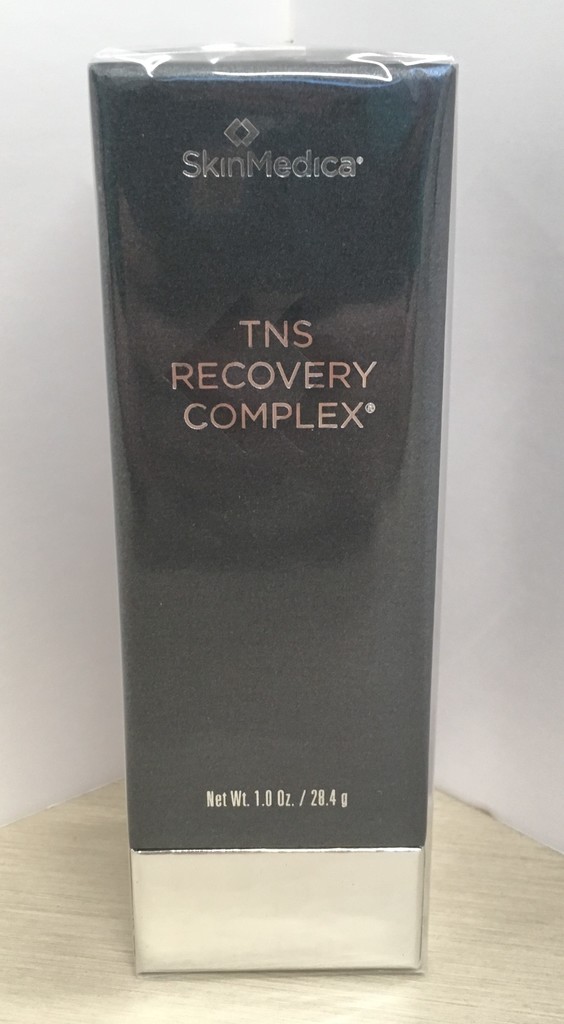 SkinMedica®
TNS
RECOVERY
COMPLEX®
Net Wt. 1.0 Oz. / 28.4 g